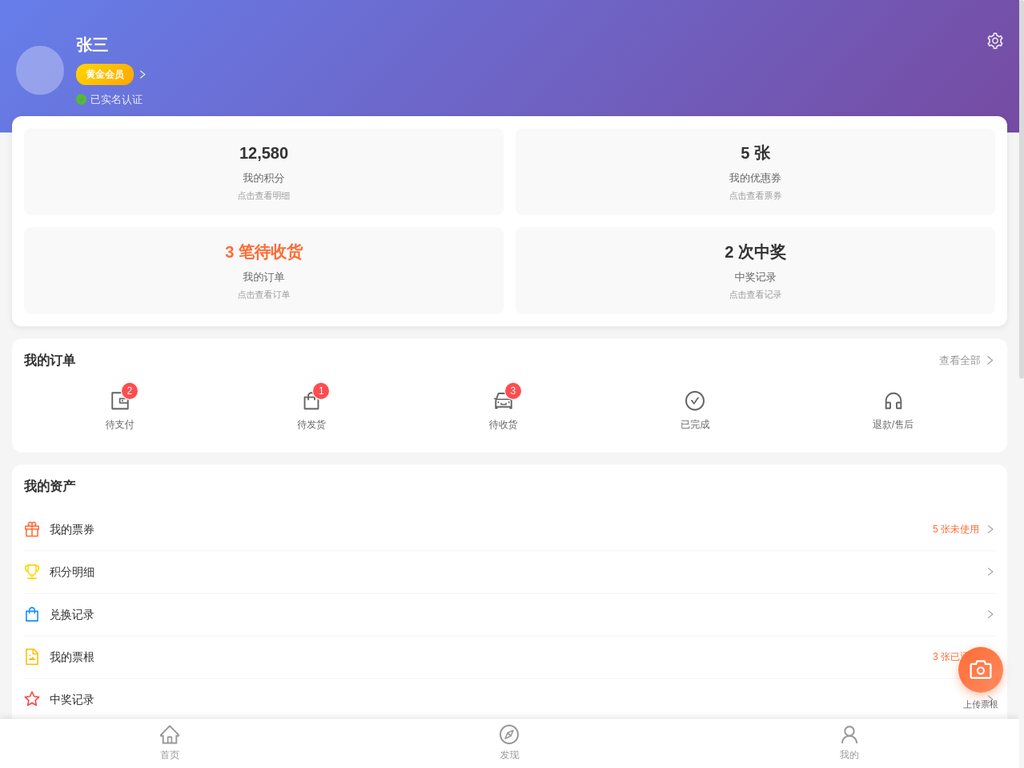 张三
黄金会员
已实名认证
12,580
我的积分
点击查看明细
5 张
我的优惠券
点击查看票券
3 笔待收货
我的订单
点击查看订单
2 次中奖
中奖记录
点击查看记录
我的订单
查看全部
2
待支付
1
待发货
3
待收货
已完成
退款/售后
我的资产
我的票券
5 张未使用
积分明细
兑换记录
我的票根
3 张已
中奖记录
上传票根
首页
发现
我的